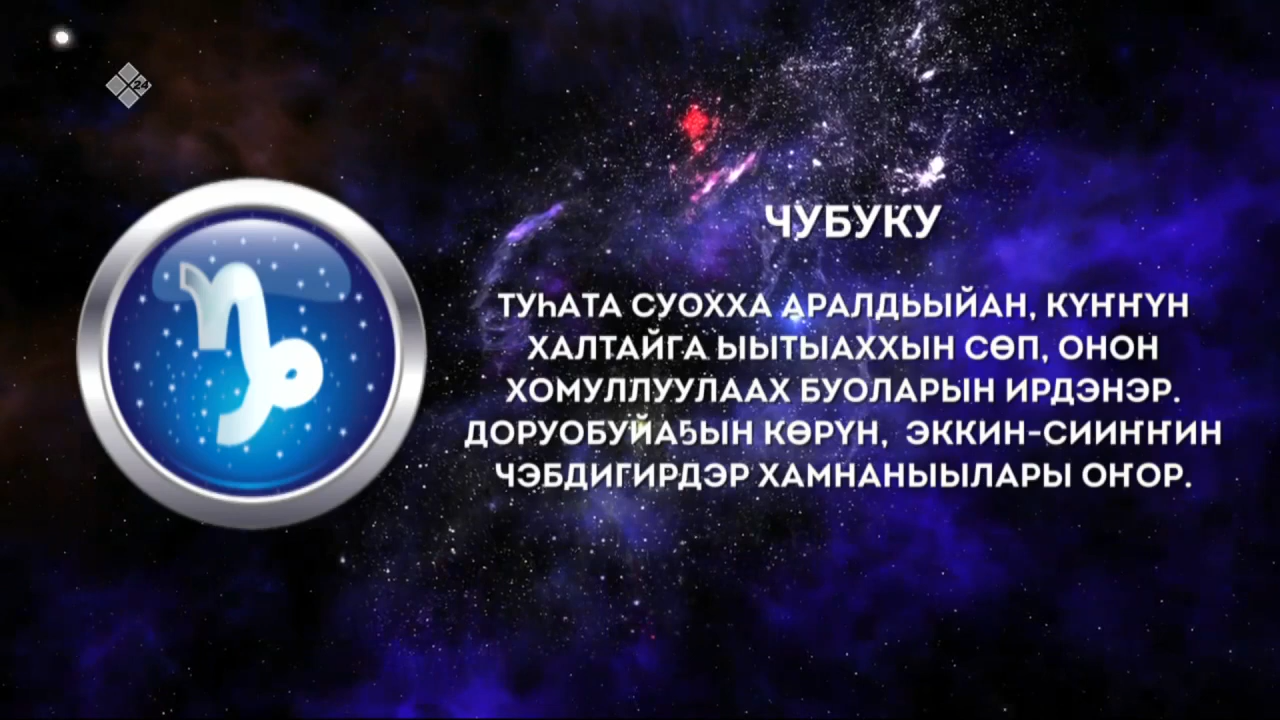 24
ЧУБУКУ
ТУҺАТА СУОХХА АРАЛДЬЫЙАН, КҮҤҤҮН
ХАЛТАЙГА ЫЫТЫАХХЫН СӨП, ОНОН
ХОМУЛЛУУЛААХ БУОЛАРЫН ИРДЭНЭР.
ДОРУОБУЙАҔЫН КӨРҮН, ЭККИН-СИИҤҤИН
ЧЭБДИГИРДЭР ХАМНАНЫЫЛАРЫ ОҤОР.